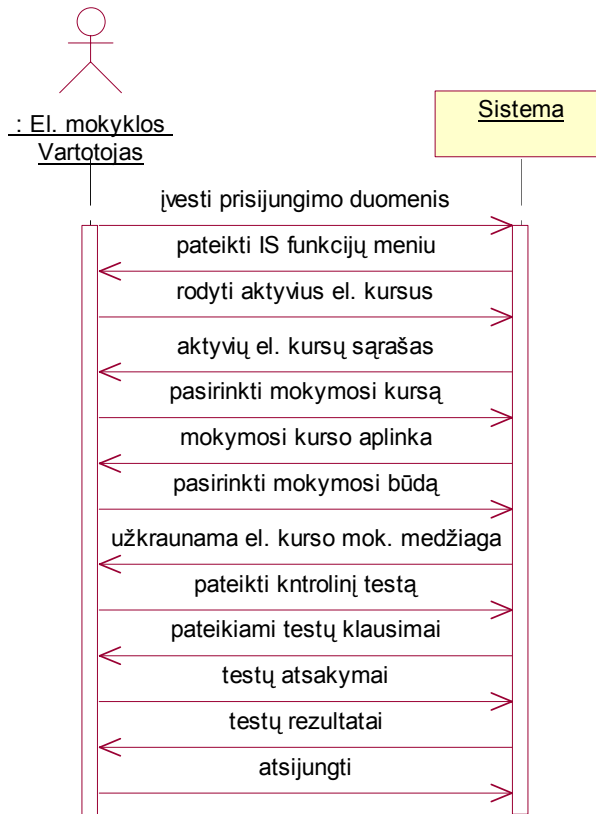 : El. mokyklos
Vartotojas
Sistema
įvesti prisijungimo duomenis
pateikti IS funkcijų meniu
rodyti aktyvius el. kursus
aktyvių el. kursų sąrašas
pasirinkti mokymosi kursą
mokymosi kurso aplinka
pasirinkti mokymosi būdą
užkraunama el. kurso mok. medžiaga
pateikti kntrolinį testą
pateikiami testų klausimai
testų atsakymai
testų rezultatai
atsijungti